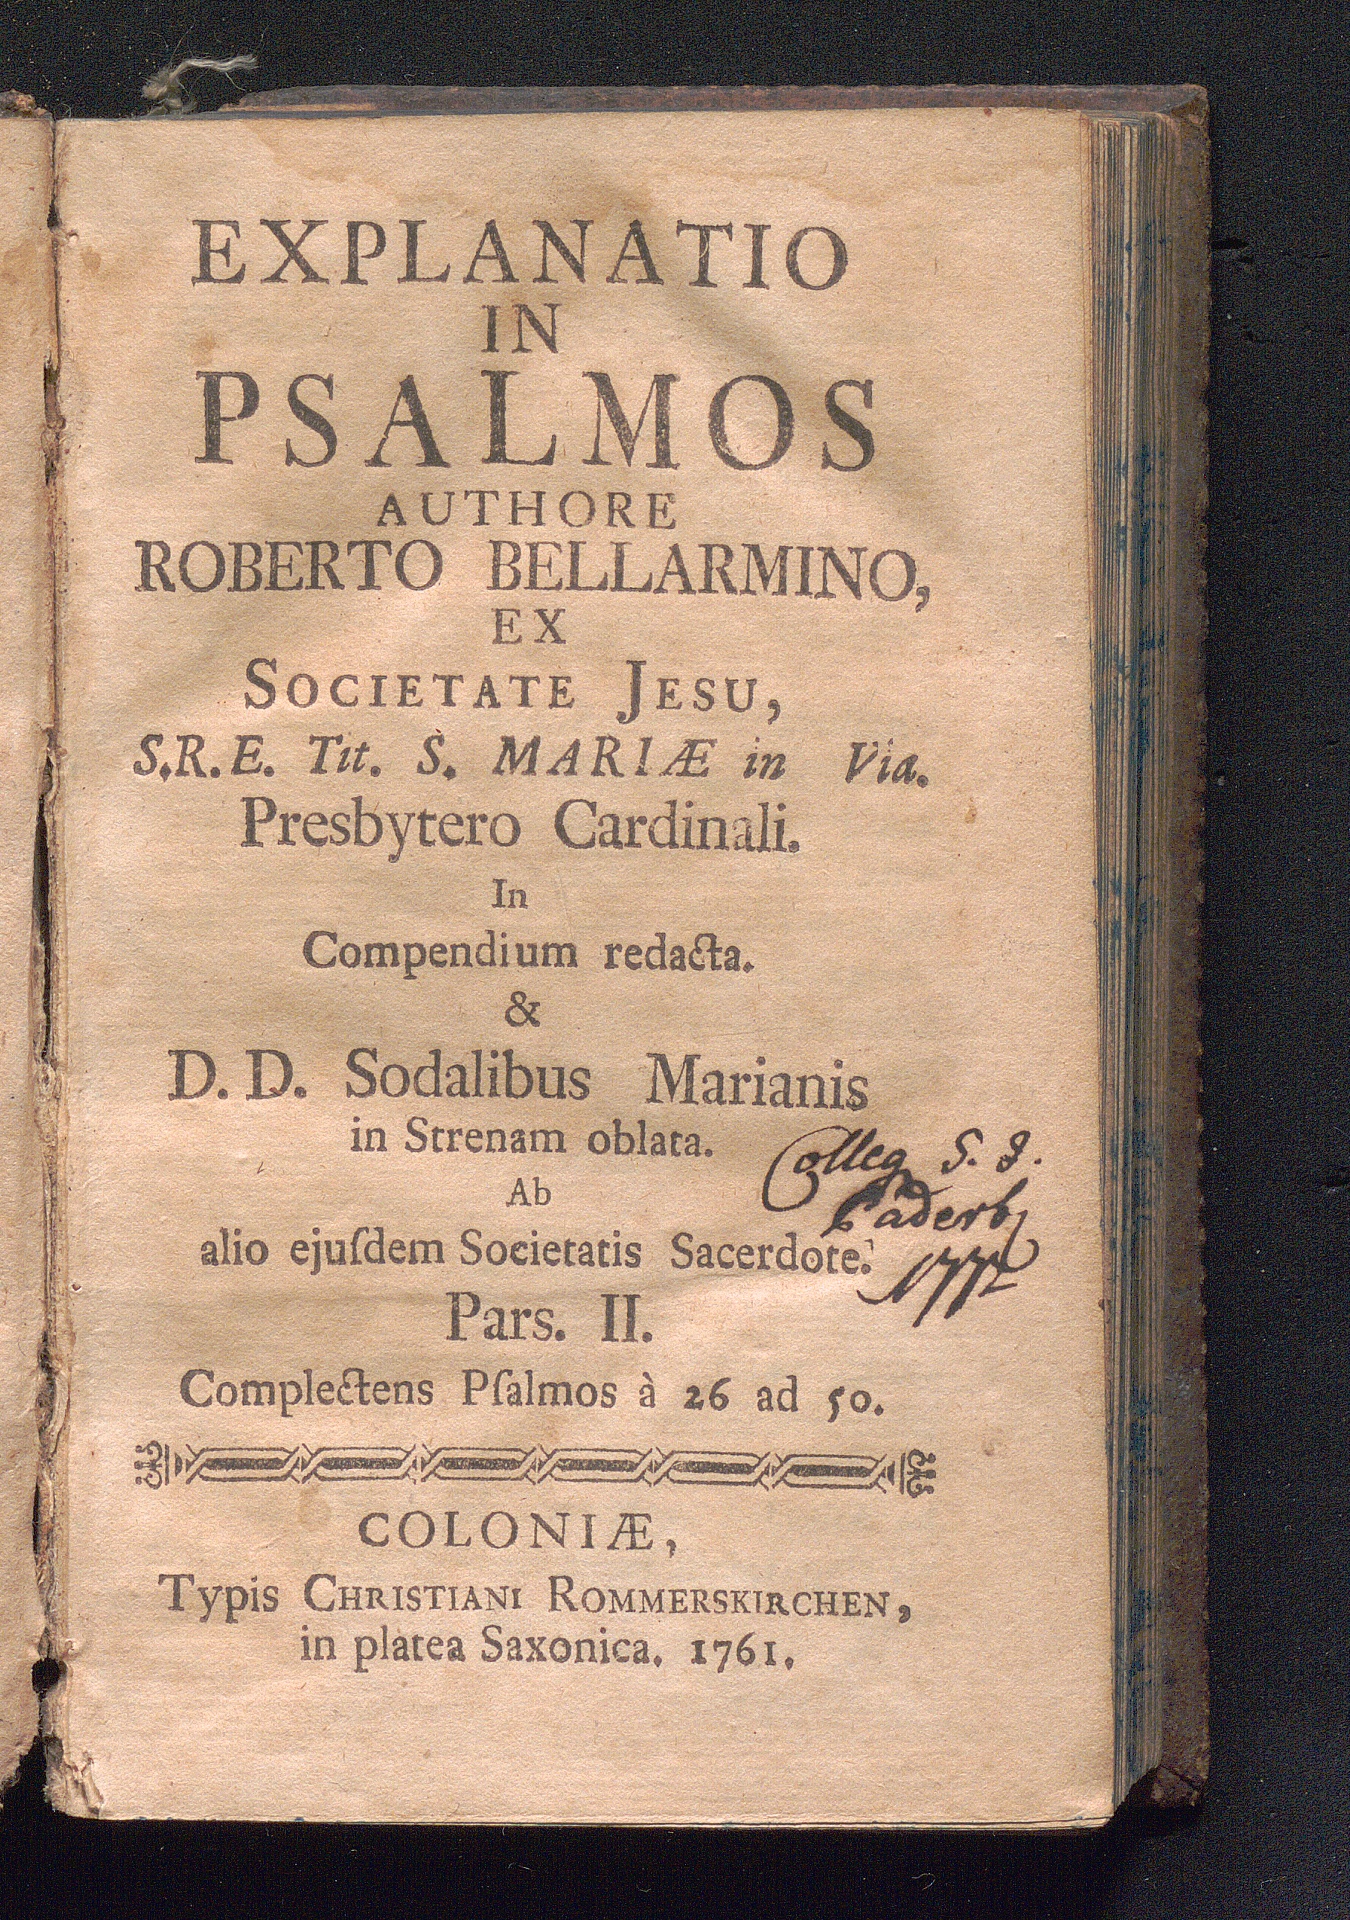 EXPLANATIO
IN
PSALMOS
AUTHORE
ROBERTO BELLARMINO,
EX
SOCIETATE JESU,
S.R.E. Tit. S. MARIÆ in Via.
Presbytero Cardinali.
In
Compendium redacta.
&
D. D. Sodalibus Marianis
in Strenam oblata.
Ab
alio ejuſdem Societatis Sacerdote.
Colleg S. J.
Paderb
1772
Pars. II.
Complectens Pſalmos à 26 ad 50.
COLONIÆ,
Typis CHRISTIANI ROMMERSKIRCHEN,
in platea Saxonica. 1761.